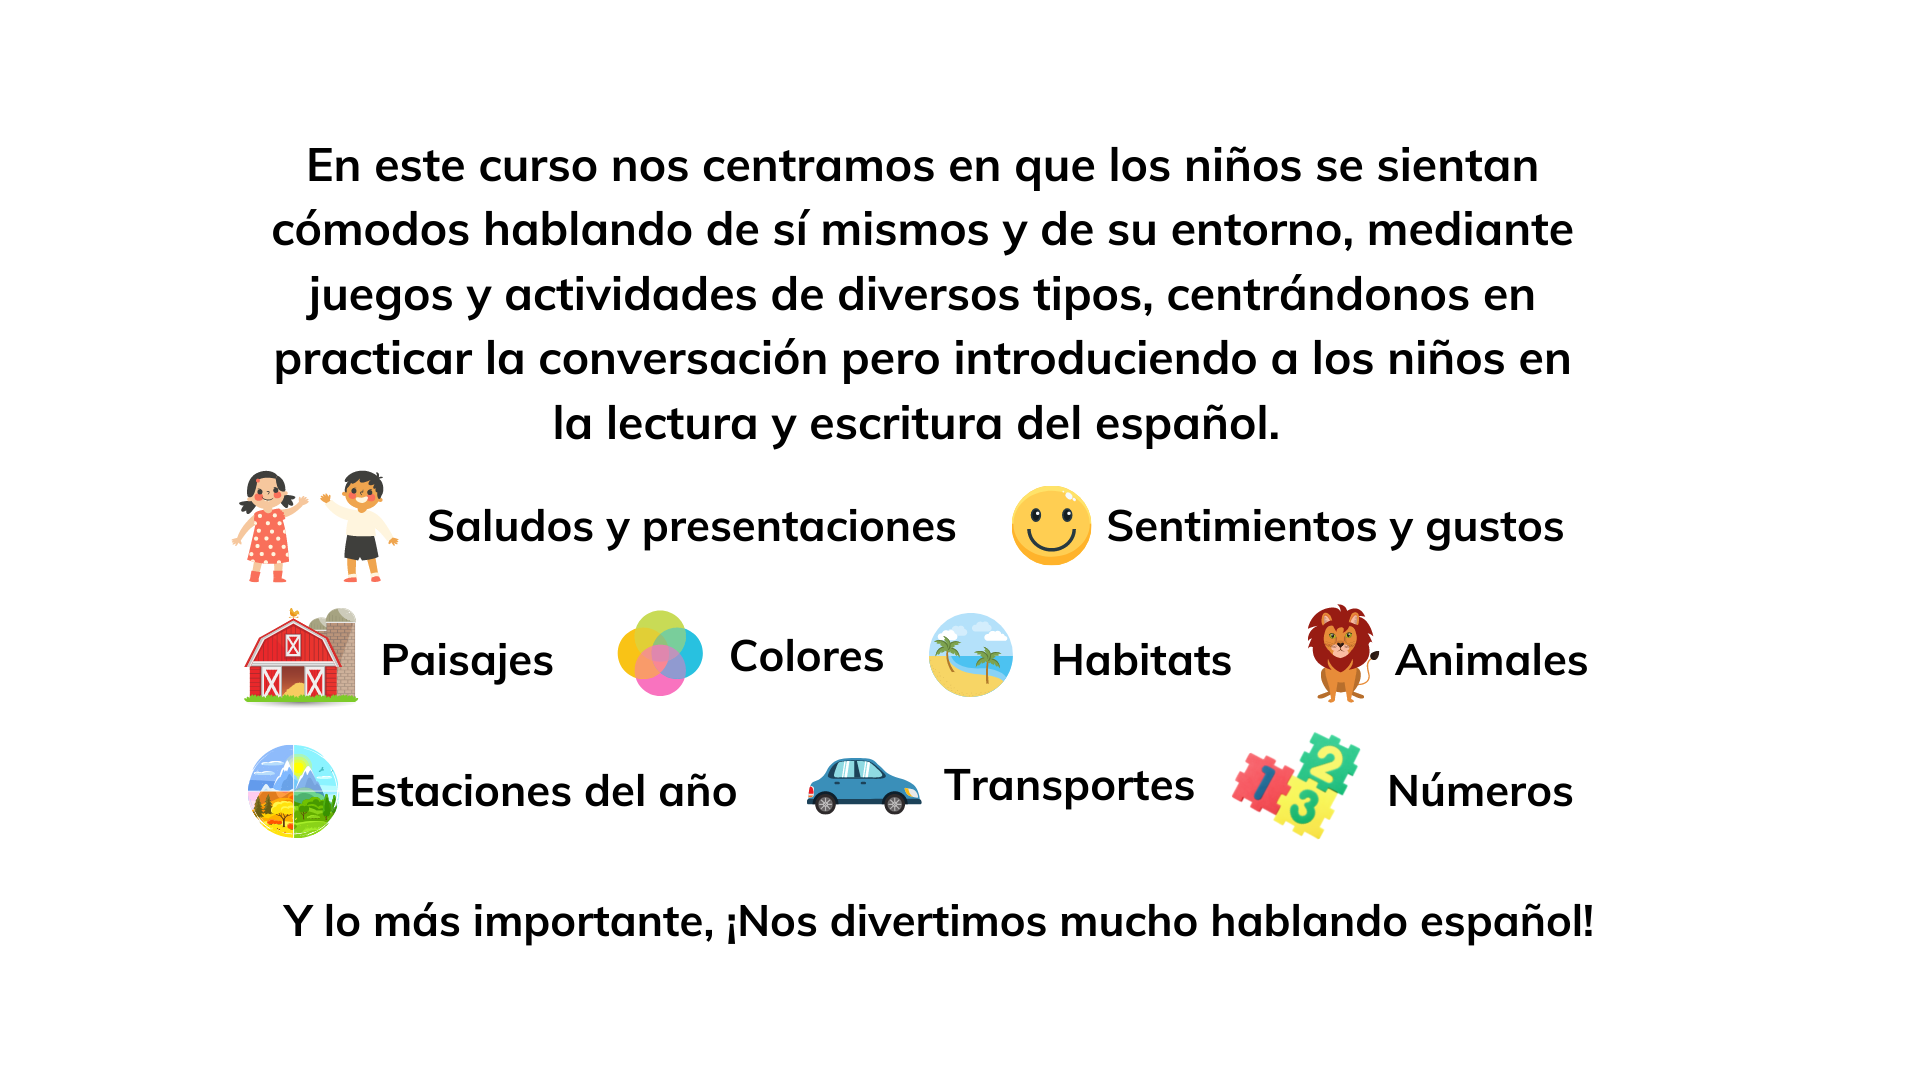 En este curso nos centramos en que los niños se sientan
cómodos hablando de sí mismos y de su entorno, mediante
juegos y actividades de diversos tipos, centrándonos en
practicar la conversación pero introduciendo a los niños en
la lectura y escritura del español.
Saludos y presentaciones
Sentimientos y gustos
Paisajes
Colores
Habitats
Animales
Estaciones del año
Transportes
1 2 3
Números
Y lo más importante, ¡Nos divertimos mucho hablando español!